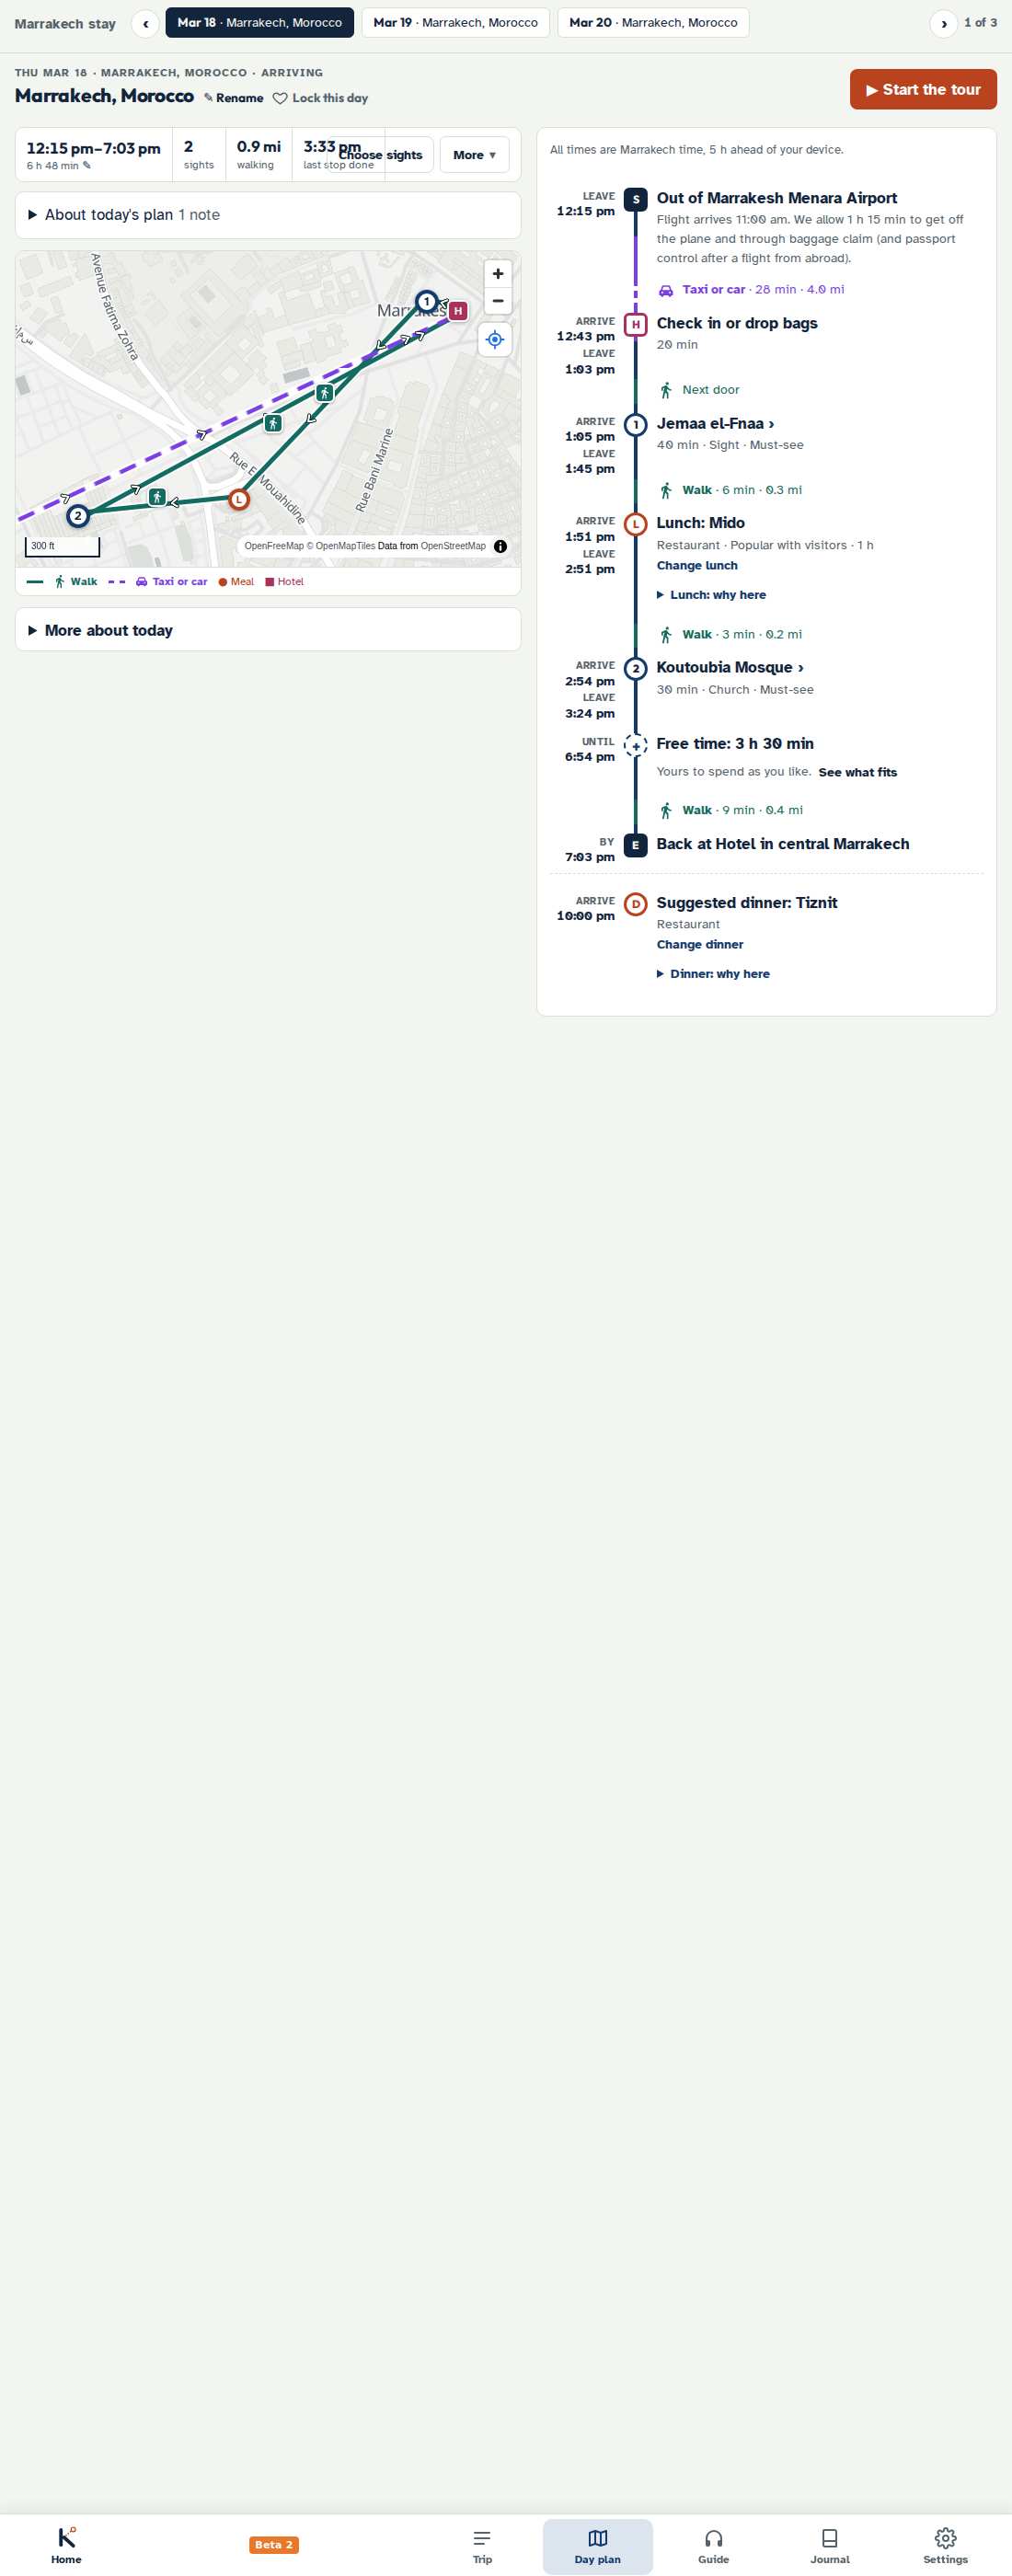 Marrakech stay
‹
Mar 18 · Marrakech, Morocco
Mar 19 · Marrakech, Morocco
Mar 20 · Marrakech, Morocco
›
1 of 3
THU MAR 18 · MARRAKECH, MOROCCO · ARRIVING
Marrakech, Morocco ✎ Rename ♡ Lock this day
▶ Start the tour
12:15 pm–7:03 pm
6 h 48 min ✎
2
sights
0.9 mi
walking
3:33 pm
last stop done
Choose sights
More ▾
▶ About today's plan 1 note
Avenue Fatima Zohra
1
H
+
−
Rue Bani Marine
L
2
300 ft
OpenFreeMap © OpenMapTiles Data from OpenStreetMap
Walk
Taxi or car
Meal
Hotel
▶ More about today
All times are Marrakech time, 5 h ahead of your device.
LEAVE
12:15 pm
S
Out of Marrakesh Menara Airport
Flight arrives 11:00 am. We allow 1 h 15 min to get off
the plane and through baggage claim (and passport
control after a flight from abroad).
Taxi or car · 28 min · 4.0 mi
ARRIVE
12:43 pm
LEAVE
1:03 pm
H
Check in or drop bags
20 min
Next door
ARRIVE
1:05 pm
LEAVE
1:45 pm
1
Jemaa el-Fnaa ›
40 min · Sight · Must-see
Walk · 6 min · 0.3 mi
ARRIVE
1:51 pm
LEAVE
2:51 pm
L
Lunch: Mido
Restaurant · Popular with visitors · 1 h
Change lunch
▶ Lunch: why here
Walk · 3 min · 0.2 mi
ARRIVE
2:54 pm
LEAVE
3:24 pm
2
Koutoubia Mosque ›
30 min · Church · Must-see
UNTIL
6:54 pm
+
Free time: 3 h 30 min
Yours to spend as you like. See what fits
Walk · 9 min · 0.4 mi
BY
7:03 pm
E
Back at Hotel in central Marrakech
ARRIVE
10:00 pm
D
Suggested dinner: Tiznit
Restaurant
Change dinner
▶ Dinner: why here
Home
Beta 2
Trip
Day plan
Guide
Journal
Settings